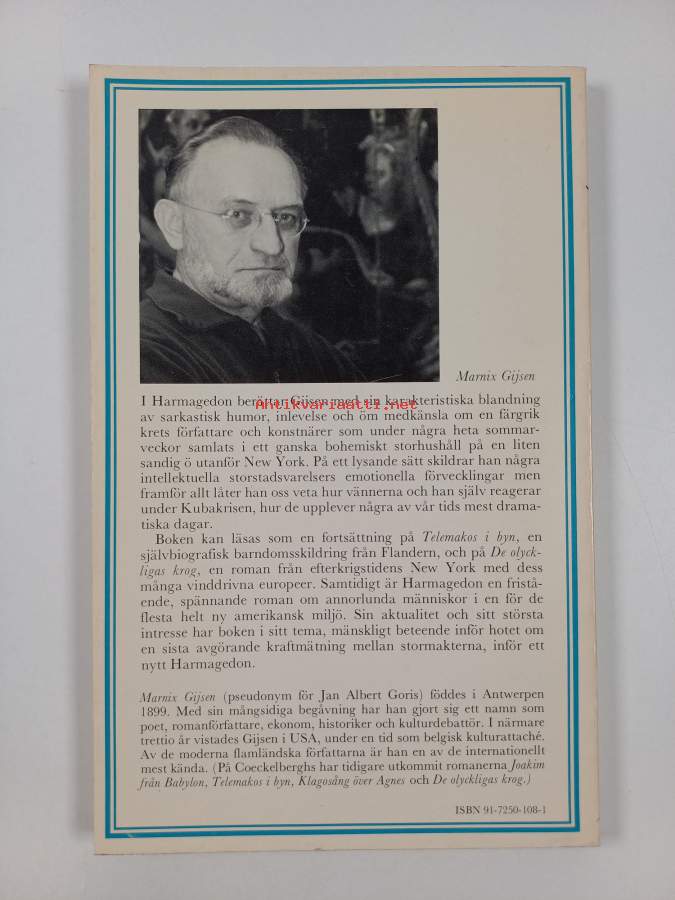 Marnix Gijsen
I Harmagedon berättar Gijsen med sin karakteristiska blandning
Antikvariaatti.net
av sarkastisk humor, inlevelse och öm medkänsla om en färgrik
krets författare och konstnärer som under några heta sommar-
veckor samlats i ett ganska bohemiskt storhushåll på en liten
sandig ö utanför New York. På ett lysande sätt skildrar han några
intellektuella storstadsvarelsers emotionella förvecklingar men
framför allt låter han oss veta hur vännerna och han själv reagerar
under Kubakrisen, hur de upplever några av vår tids mest drama-
tiska dagar.
Boken kan läsas som en fortsättning på Telemakos i byn, en
självbiografisk barndomsskildring från Flandern, och på De olyck-
ligas krog, en roman från efterkrigstidens New York med dess
många vinddrivna europeer. Samtidigt är Harmagedon en fristå-
ende, spännande roman om annorlunda människor i en för de
flesta helt ny amerikansk miljö. Sin aktualitet och sitt största
intresse har boken i sitt tema, mänskligt beteende inför hotet om
en sista avgörande kraftmätning mellan stormakterna, inför ett
nytt Harmagedon.
Marnix Gijsen (pseudonym för Jan Albert Goris) föddes i Antwerpen
1899. Med sin mångsidiga begåvning har han gjort sig ett namn som
poet, romanförfattare, ekonom, historiker och kulturdebattör. I närmare
trettio år vistades Gijsen i USA, under en tid som belgisk kulturattaché.
Av de moderna flamländska författarna är han en av de internationellt
mest kända. (På Coeckelberghs har tidigare utkommit romanerna Joakim
från Babylon, Telemakos i byn, Klagosång över Agnes och De olyckligas krog.)
ISBN 91-7250-108-1